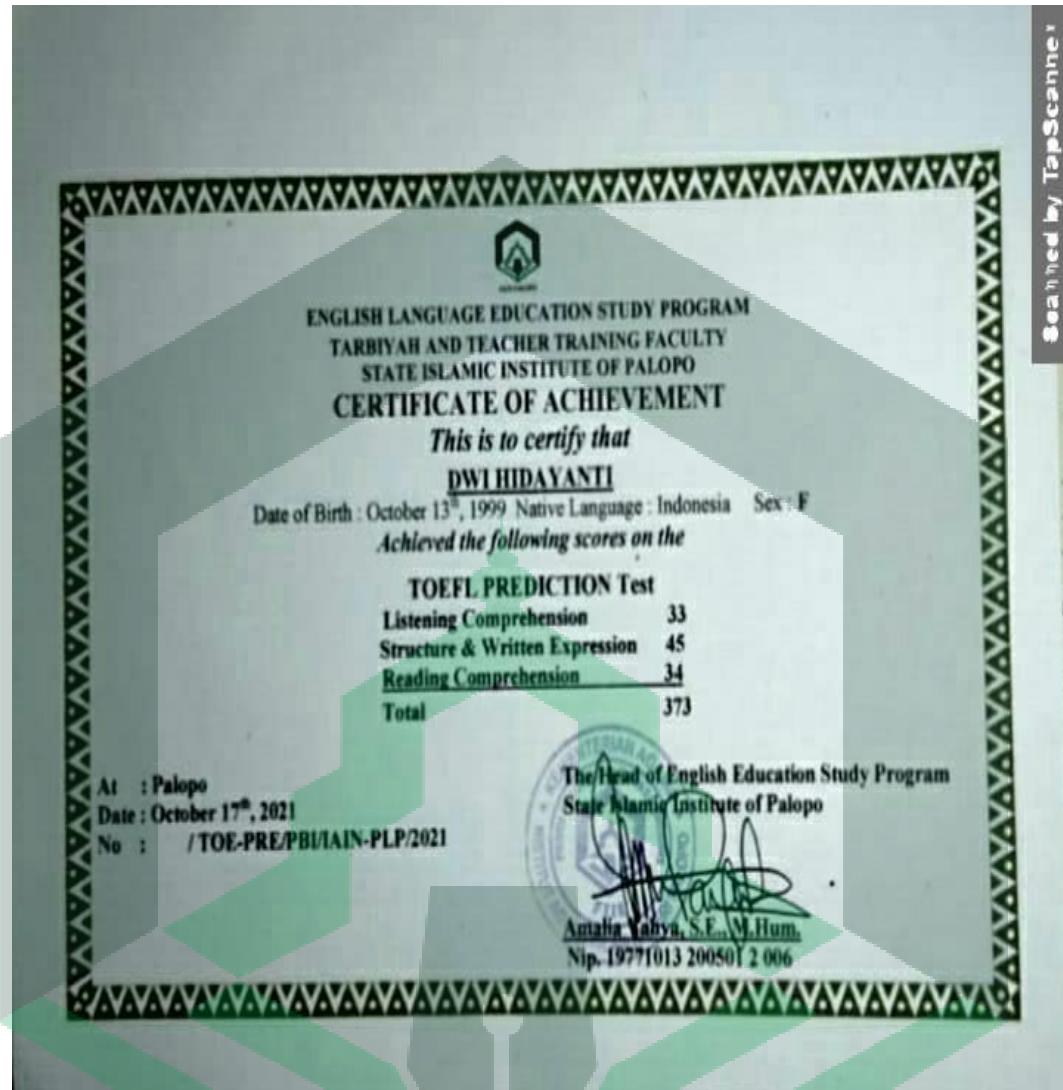 Scanned by TapScanner
ENGLISH LANGUAGE EDUCATION STUDY PROGRAM
TARBIYAH AND TEACHER TRAINING FACULTY
STATE ISLAMIC INSTITUTE OF PALOPO
CERTIFICATE OF ACHIEVEMENT
This is to certify that
DWI HIDAYANTI
Date of Birth : October 13th, 1999 Native Language : Indonesia Sex : F
Achieved the following scores on the
TOEFL PREDICTION Test
Listening Comprehension 33
Structure & Written Expression 45
Reading Comprehension 34
Total 373
At : Palopo
Date : October 17th, 2021
No : / TOE-PRE/PBI/IAIN-PLP/2021
The Head of English Education Study Program
State Islamic Institute of Palopo
Amalia Yahya, S.E., M.Hum.
Nip. 19771013 200501 2 006